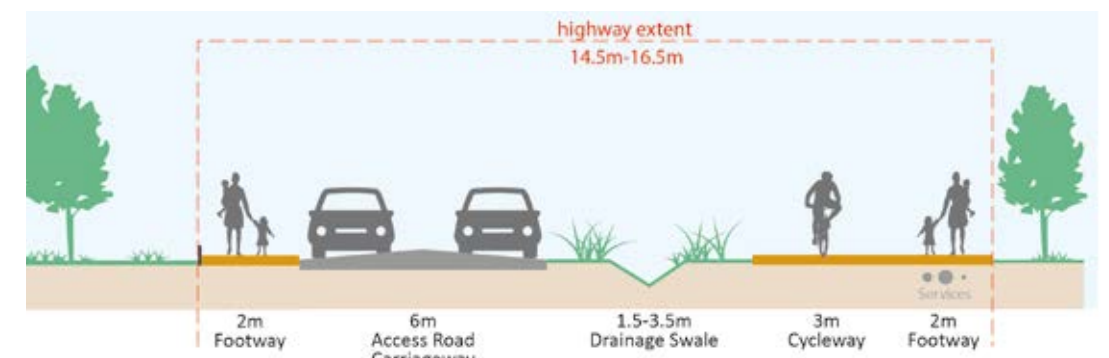 highway extent
14.5m-16.5m
Services
2m
Footway
6m
Access Road
Carriageway
1.5-3.5m
Drainage Swale
3m
Cycleway
2m
Footway